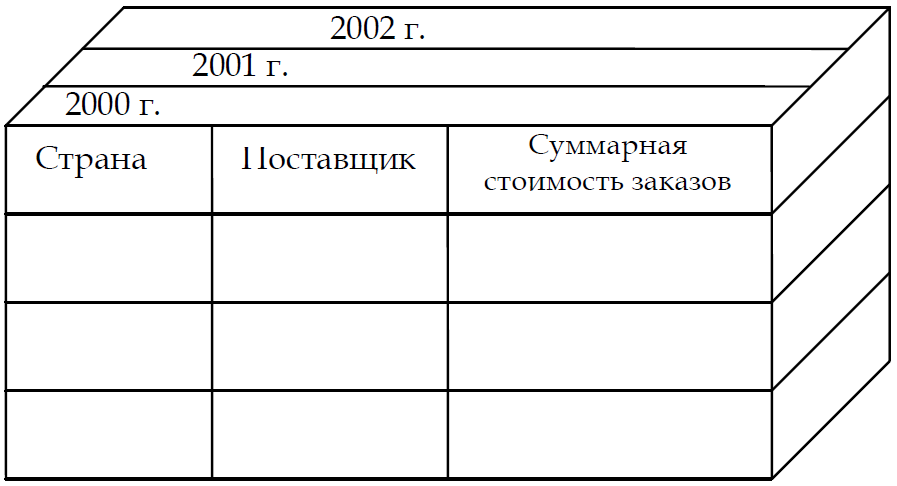 2002 г.
2001 г.
2000 г.
Страна
Поставщик
Суммарная
стоимость заказов